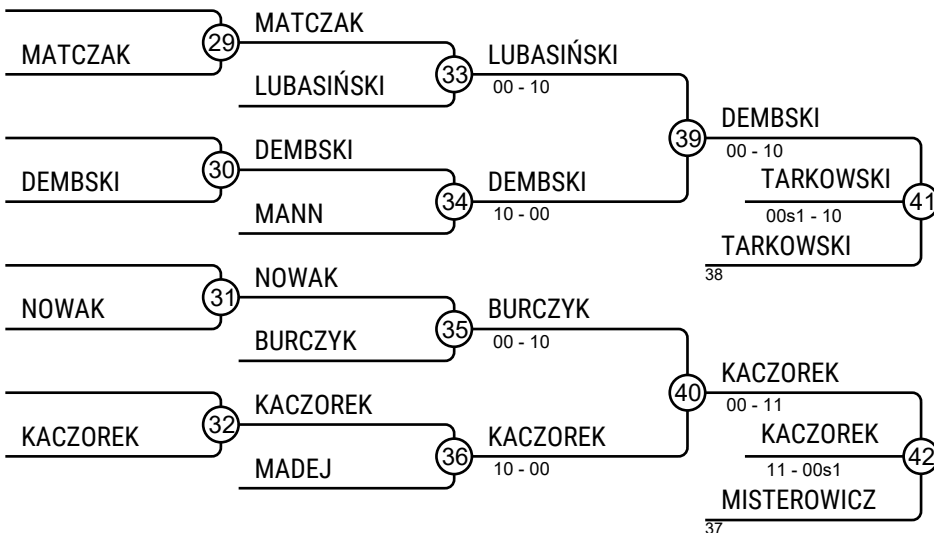 MATCZAK
29
MATCZAK
LUBASIŃSKI
33
LUBASIŃSKI
00 - 10
DEMBSKI
30
DEMBSKI
MANN
34
DEMBSKI
10 - 00
39
DEMBSKI
00 - 10
TARKOWSKI
00s1 - 10
41
TARKOWSKI
38
NOWAK
31
NOWAK
BURCZYK
35
BURCZYK
00 - 10
KACZOREK
32
KACZOREK
MADEJ
36
KACZOREK
10 - 00
40
KACZOREK
00 - 11
KACZOREK
11 - 00s1
42
MISTEROWICZ
37